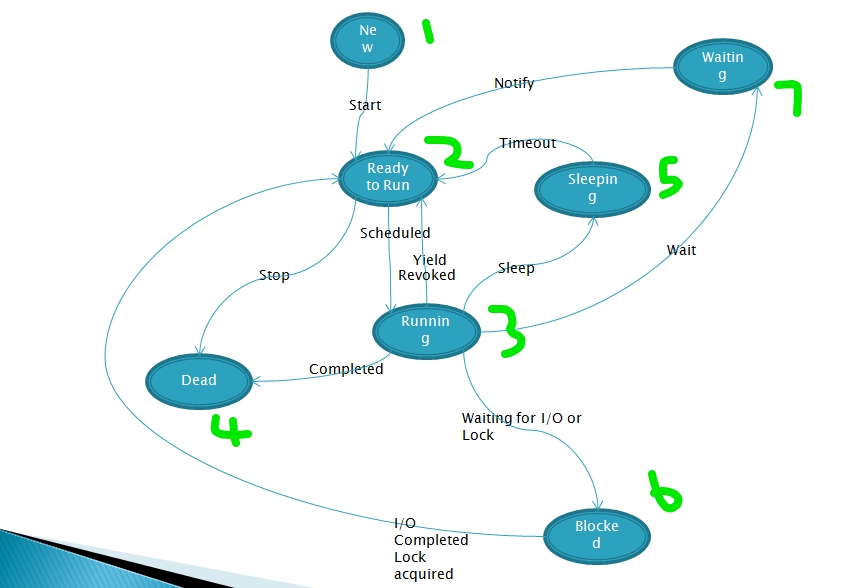 Ne
w
1
Waitin
g
7
Notify
Start
Timeout
2
Ready
to Run
Sleepin
g
5
Scheduled
Yield
Revoked
Wait
Sleep
Stop
Runnin
g
3
Completed
Dead
4
Waiting for I/O or
Lock
6
Blocke
d
I/O
Completed
Lock
acquired